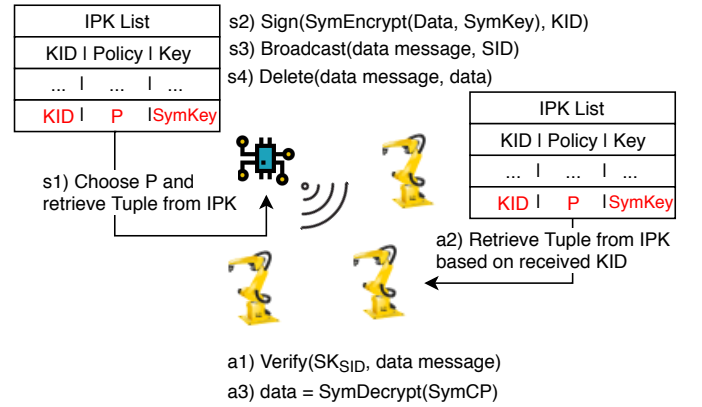 IPK List
KID I Policy I Key
... I ... I ...
KID I P I SymKey
s2) Sign(SymEncrypt(Data, SymKey), KID)
s3) Broadcast(data message, SID)
s4) Delete(data message, data)
s1) Choose P and
retrieve Tuple from IPK
IPK List
KID I Policy I Key
... I ... I ...
KID I P I SymKey
a2) Retrieve Tuple from IPK
based on received KID
a1) Verify(SK_SID, data message)
a3) data = SymDecrypt(SymCP)